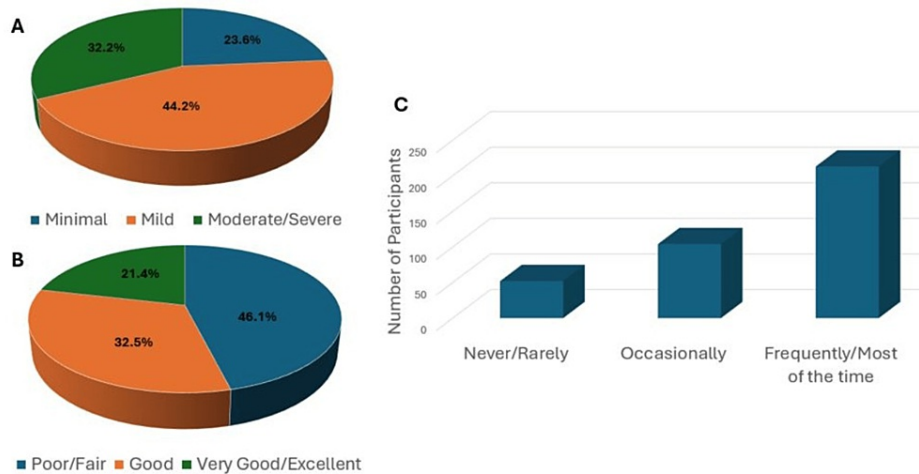 A
23.6%
32.2%
44.2%
Minimal Mild Moderate/Severe
B
21.4%
46.1%
32.5%
Poor/Fair Good Very Good/Excellent
C
Number of Participants
250
200
150
100
50
0
Never/Rarely
Occasionally
Frequently/Most
of the time